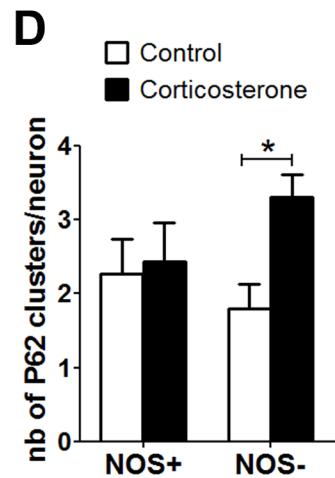 D
Control
Corticosterone
nb of P62 clusters/neuron
4
3
2
1
0
*
NOS+
NOS-